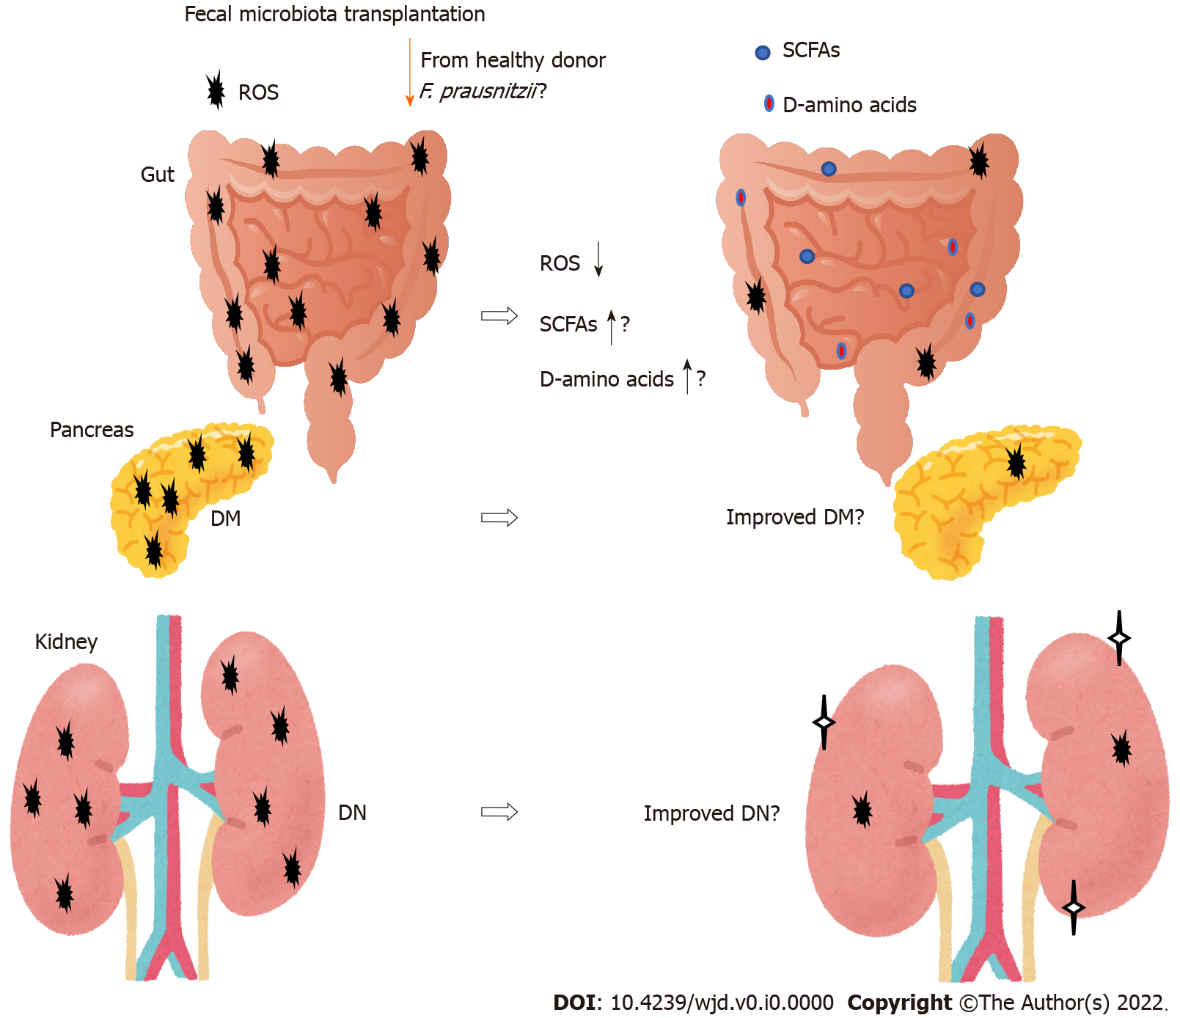 Fecal microbiota transplantation
From healthy donor
F. prausnitzii?
ROS
SCFAs
D-amino acids
Gut
ROS ↓
SCFAs ↑?
D-amino acids ↑?
Pancreas
DM
Improved DM?
Kidney
DN
Improved DN?
DOI: 10.4239/wjd.v0.i0.0000 Copyright ©The Author(s) 2022.